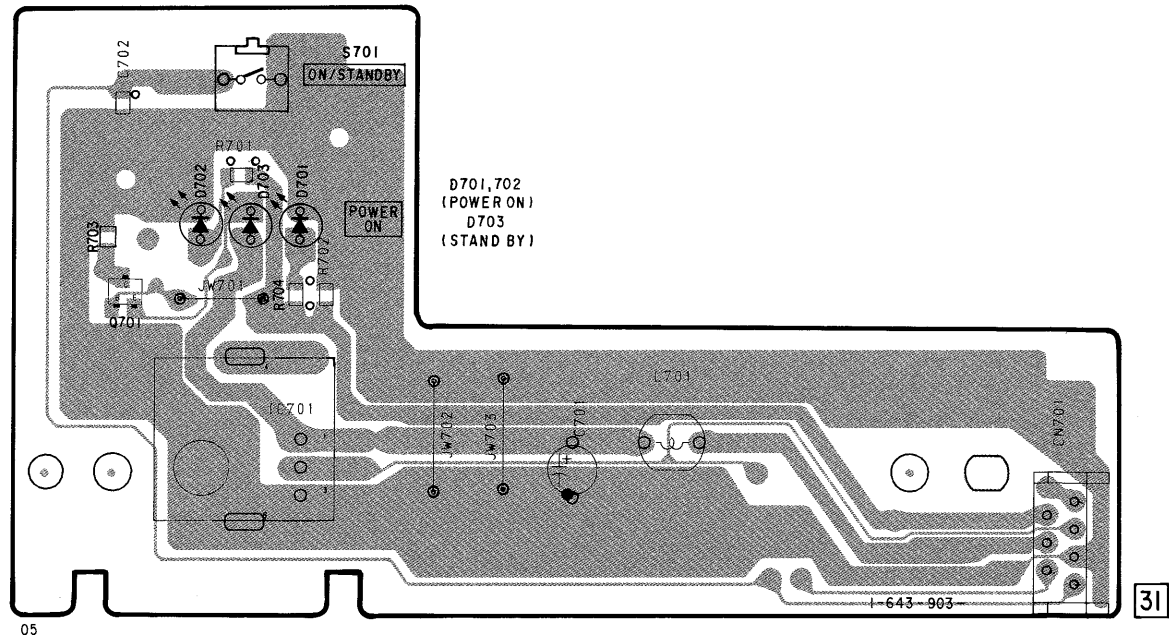 C702
S701
ON/STANDBY
R701
D702
D703
D701
D701,702
(POWER ON)
D703
(STAND BY)
POWER
ON
R703
R702
JW701
R704
Q701
L701
IC701
JW702
JW703
C701
CN701
1-643-903-
31
05